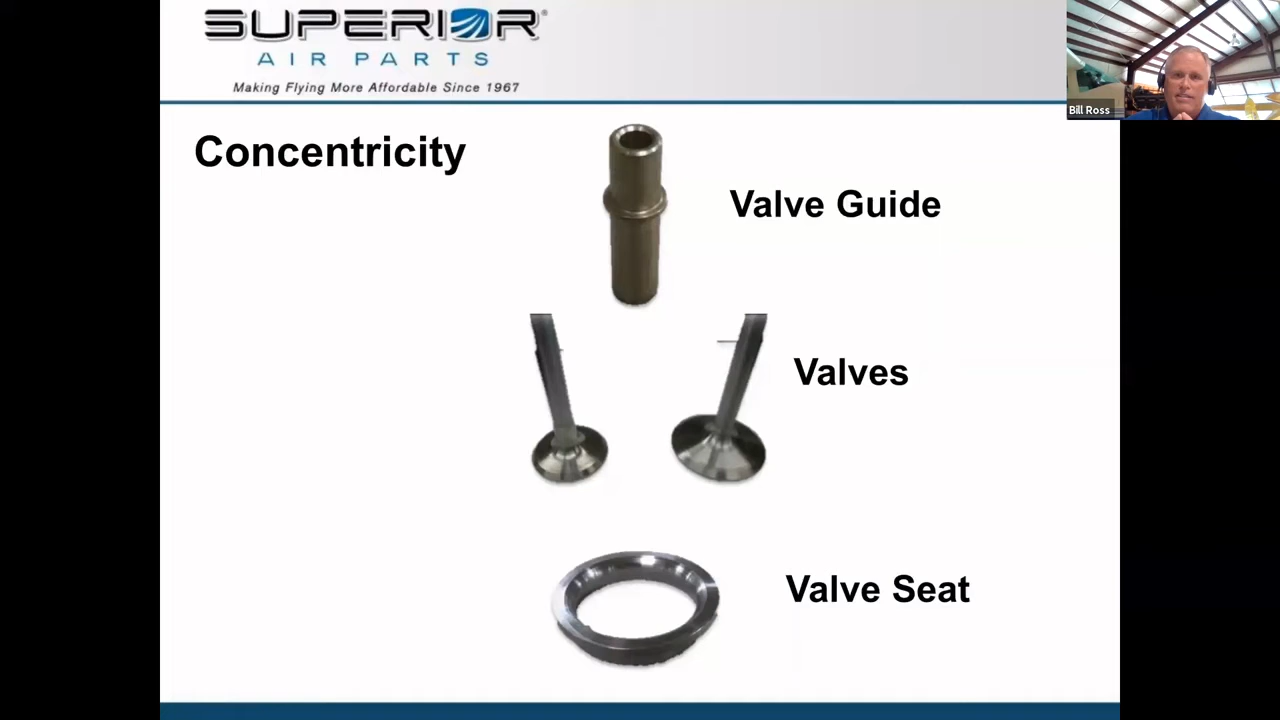 SUPERIOR®
AIR PARTS
Making Flying More Affordable Since 1967
Bill Ross
Concentricity
Valve Guide
Valves
Valve Seat